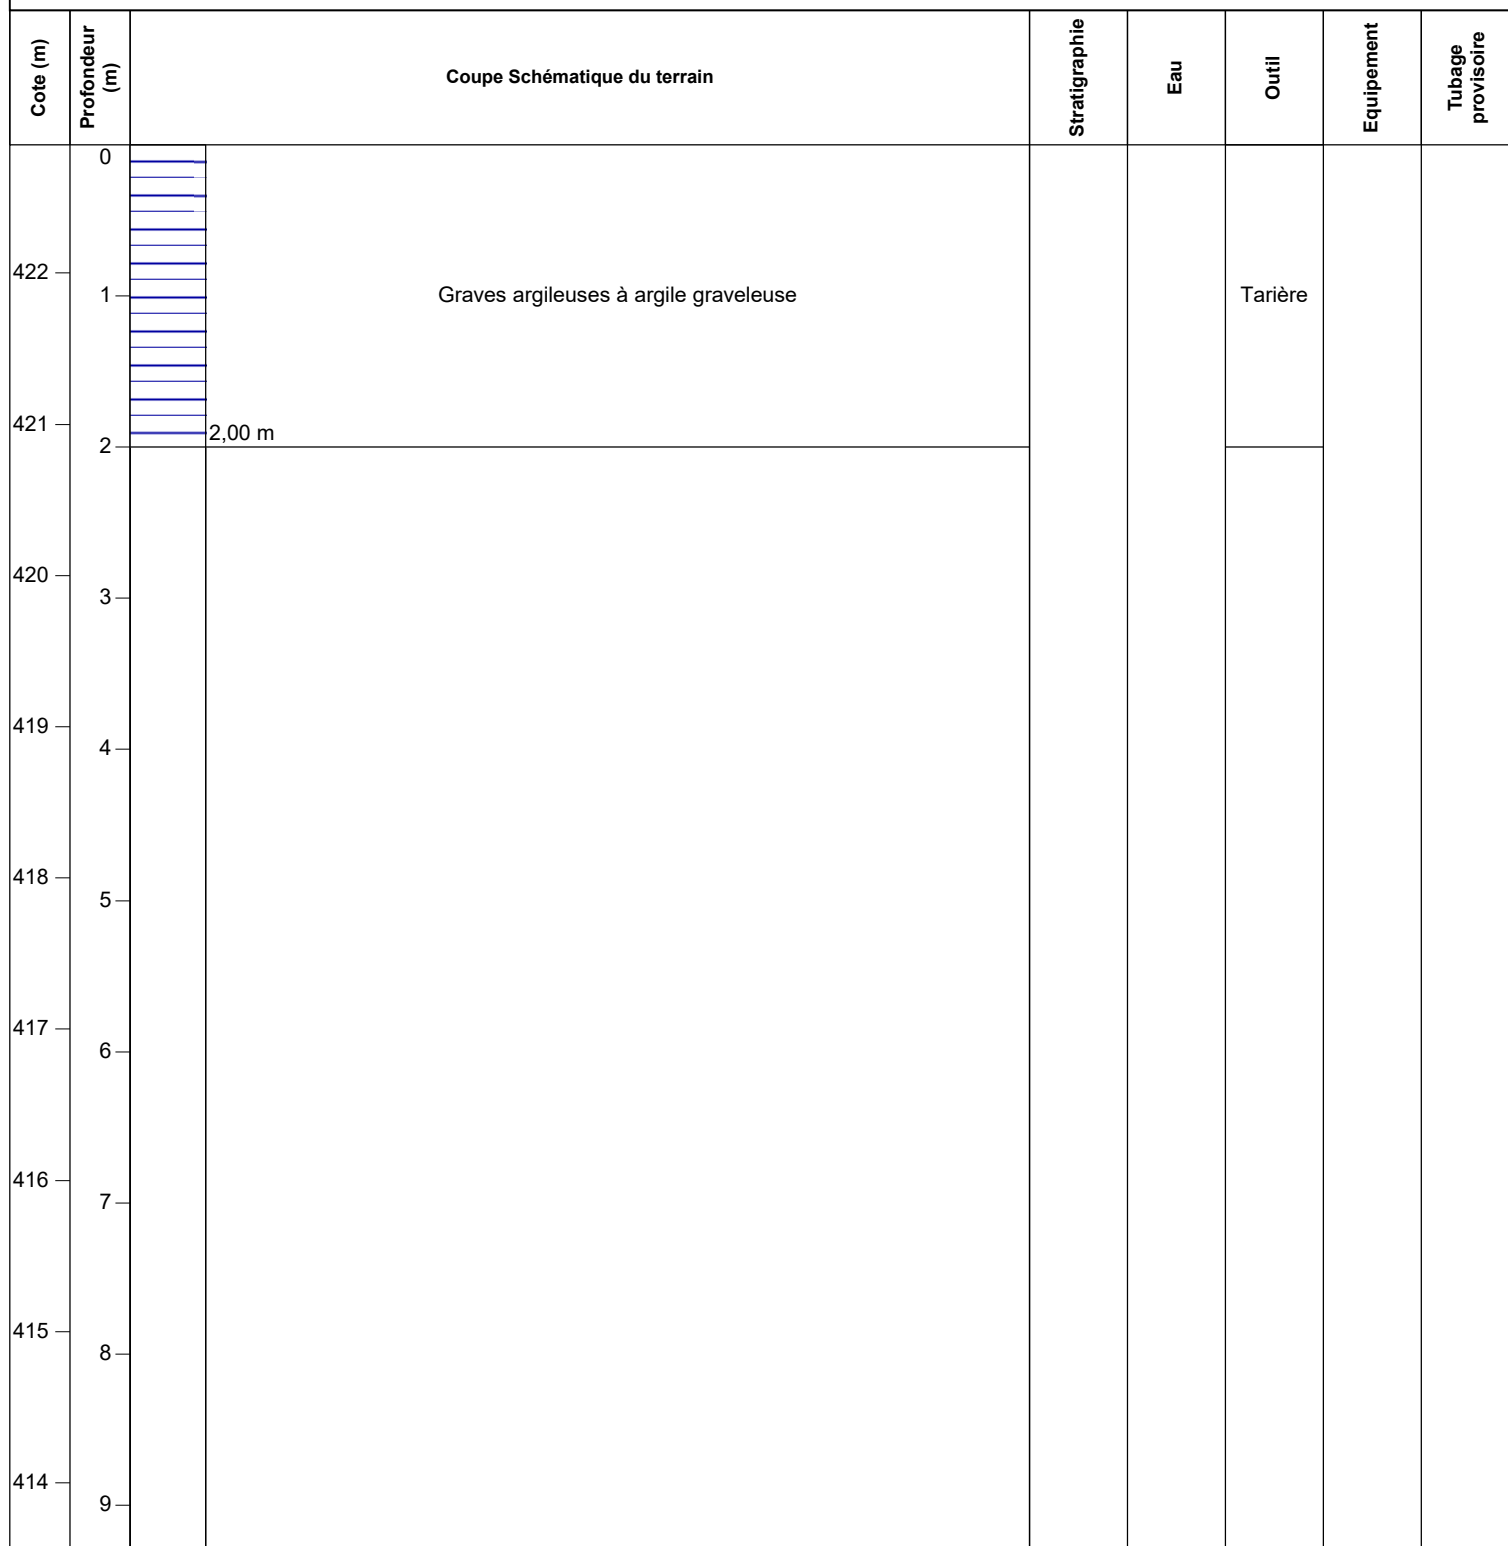 Cote (m)
Profondeur
(m)
Coupe Schématique du terrain
Stratigraphie
Eau
Outil
Equipement
Tubage
provisoire
0
422
1
Graves argileuses à argile graveleuse
Tarière
421
2,00 m
2
420
3
419
4
418
5
417
6
416
7
415
8
414
9